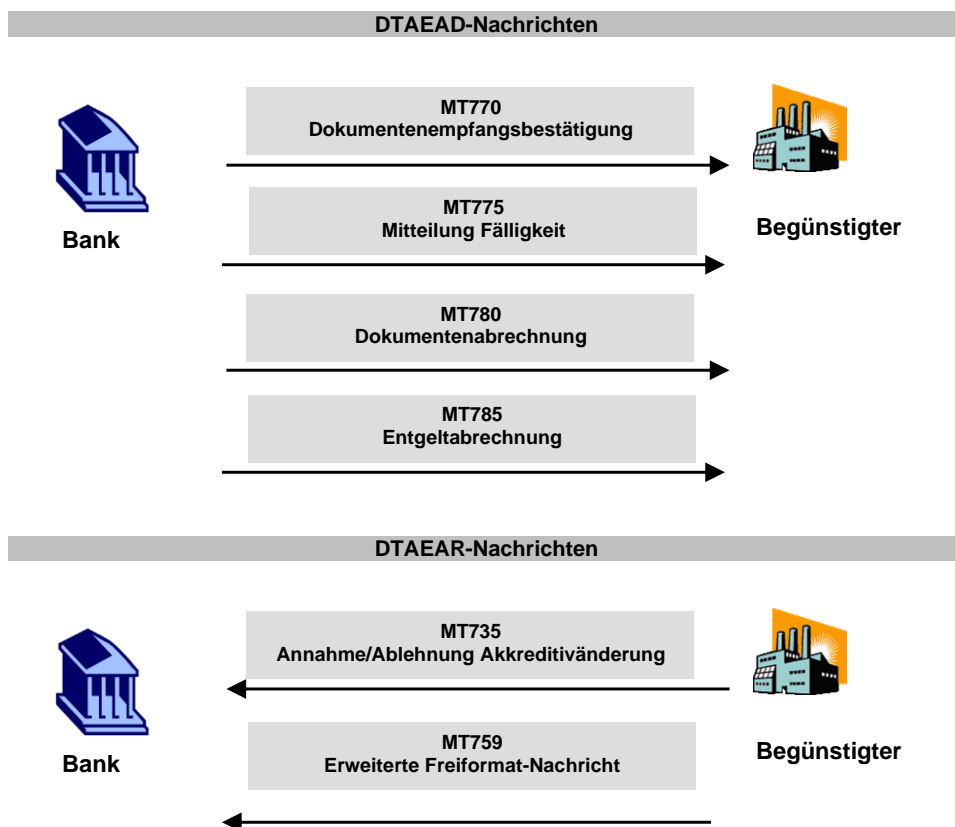 DTAEAD-Nachrichten
MT770
Dokumentenempfangsbestätigung
MT775
Mitteilung Fälligkeit
Bank
Begünstigter
MT780
Dokumentenabrechnung
MT785
Entgeltabrechnung
DTAEAR-Nachrichten
MT735
Annahme/Ablehnung Akkreditivänderung
MT759
Erweiterte Freiformat-Nachricht
Bank
Begünstigter